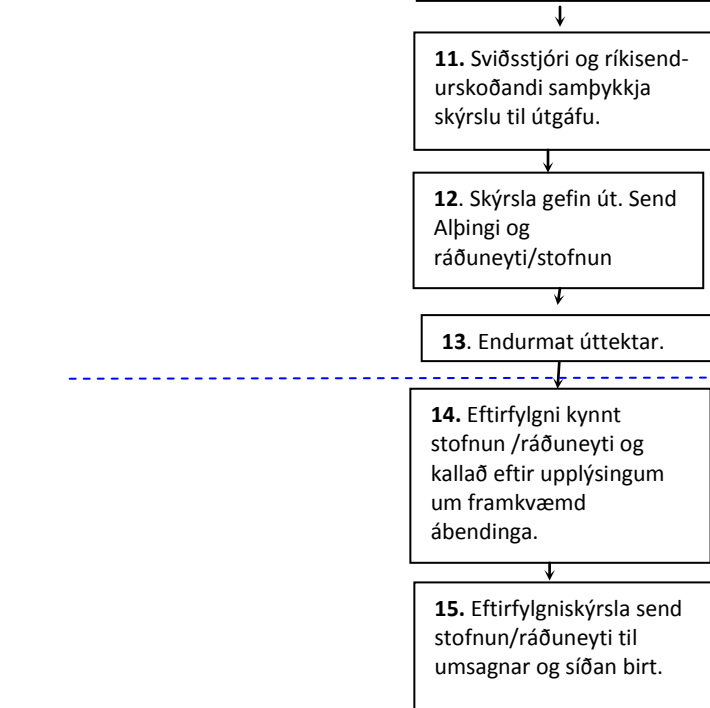 11. Sviðsstjóri og ríkisend-
urskoðandi samþykkja
skýrslu til útgáfu.
12. Skýrsla gefin út. Send
Alþingi og
ráðuneyti/stofnun
13. Endurmat úttektar.
14. Eftirfylgni kynnt
stofnun /ráðuneyti og
kallað eftir upplýsingum
um framkvæmd
ábendinga.
15. Eftirfylgniskýrsla send
stofnun/ráðuneyti til
umsagnar og síðan birt.